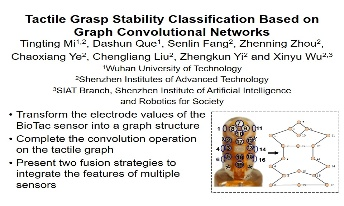 Tactile Grasp Stability Classification Based on
Graph Convolutional Networks
Tingting Mi1,2, Dashun Que1, Senlin Fang2, Zhenning Zhou2,
Chaoxiang Ye2, Chengliang Liu2, Zhengkun Yi2 and Xinyu Wu2,3
1Wuhan University of Technology
2Shenzhen Institutes of Advanced Technology
3SIAT Branch, Shenzhen Institute of Artificial Intelligence
and Robotics for Society
• Transform the electrode values of the
BioTac sensor into a graph structure
• Complete the convolution operation
on the tactile graph
• Present two fusion strategies to
integrate the features of multiple
sensors